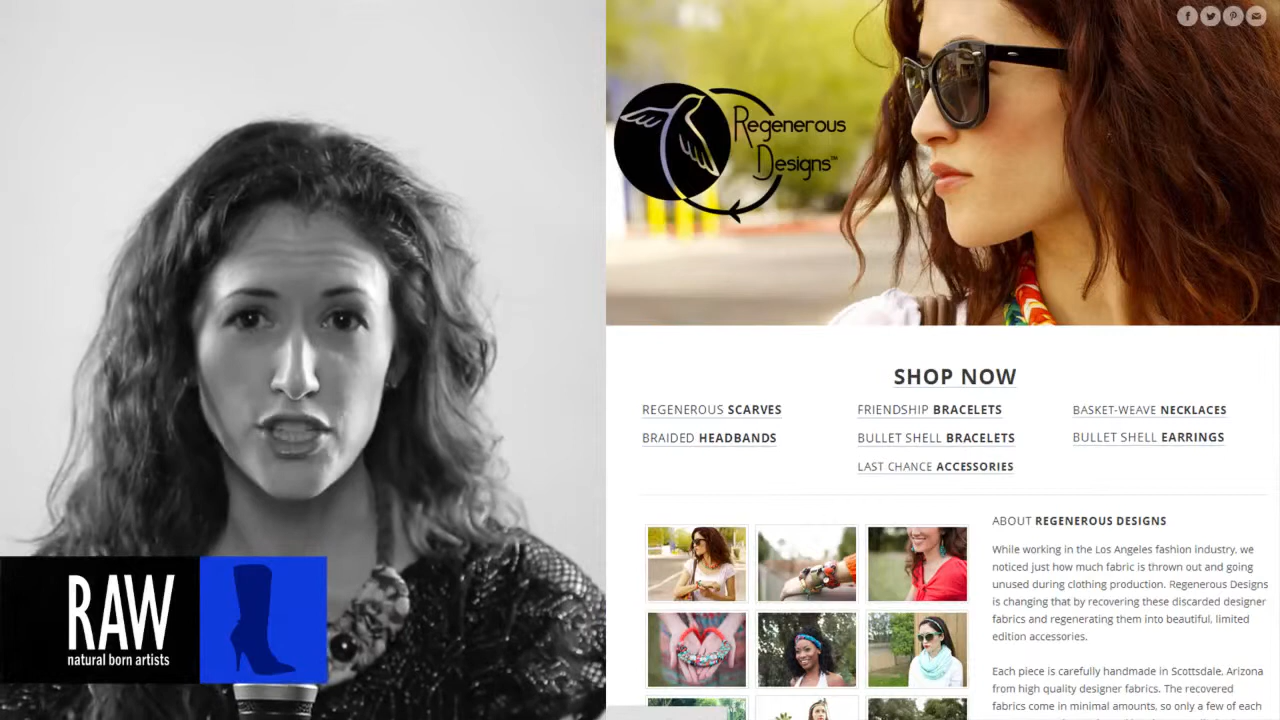 RAW
natural born artists
Regenerous
Designs™
SHOP NOW
REGENEROUS SCARVES
BRAIDED HEADBANDS
FRIENDSHIP BRACELETS
BULLET SHELL BRACELETS
LAST CHANCE ACCESSORIES
BASKET-WEAVE NECKLACES
BULLET SHELL EARRINGS
ABOUT REGENEROUS DESIGNS
While working in the Los Angeles fashion industry, we
noticed just how much fabric is thrown out and going
unused during clothing production. Regenerous Designs
is changing that by recovering these discarded designer
fabrics and regenerating them into beautiful, limited
edition accessories.
Each piece is carefully handmade in Scottsdale, Arizona
from high quality designer fabrics. The recovered
fabrics come in minimal amounts, so only a few of each